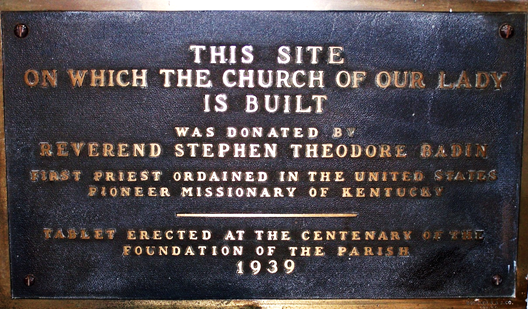 THIS SITE
ON WHICH THE CHURCH OF OUR LADY
IS BUILT
WAS DONATED BY
REVEREND STEPHEN THEODORE BADIN
FIRST PRIEST ORDAINED IN THE UNITED STATES
PIONEER MISSIONARY OF KENTUCKY
TABLET ERECTED AT THE CENTENARY OF THE
FOUNDATION OF THE PARISH
1939